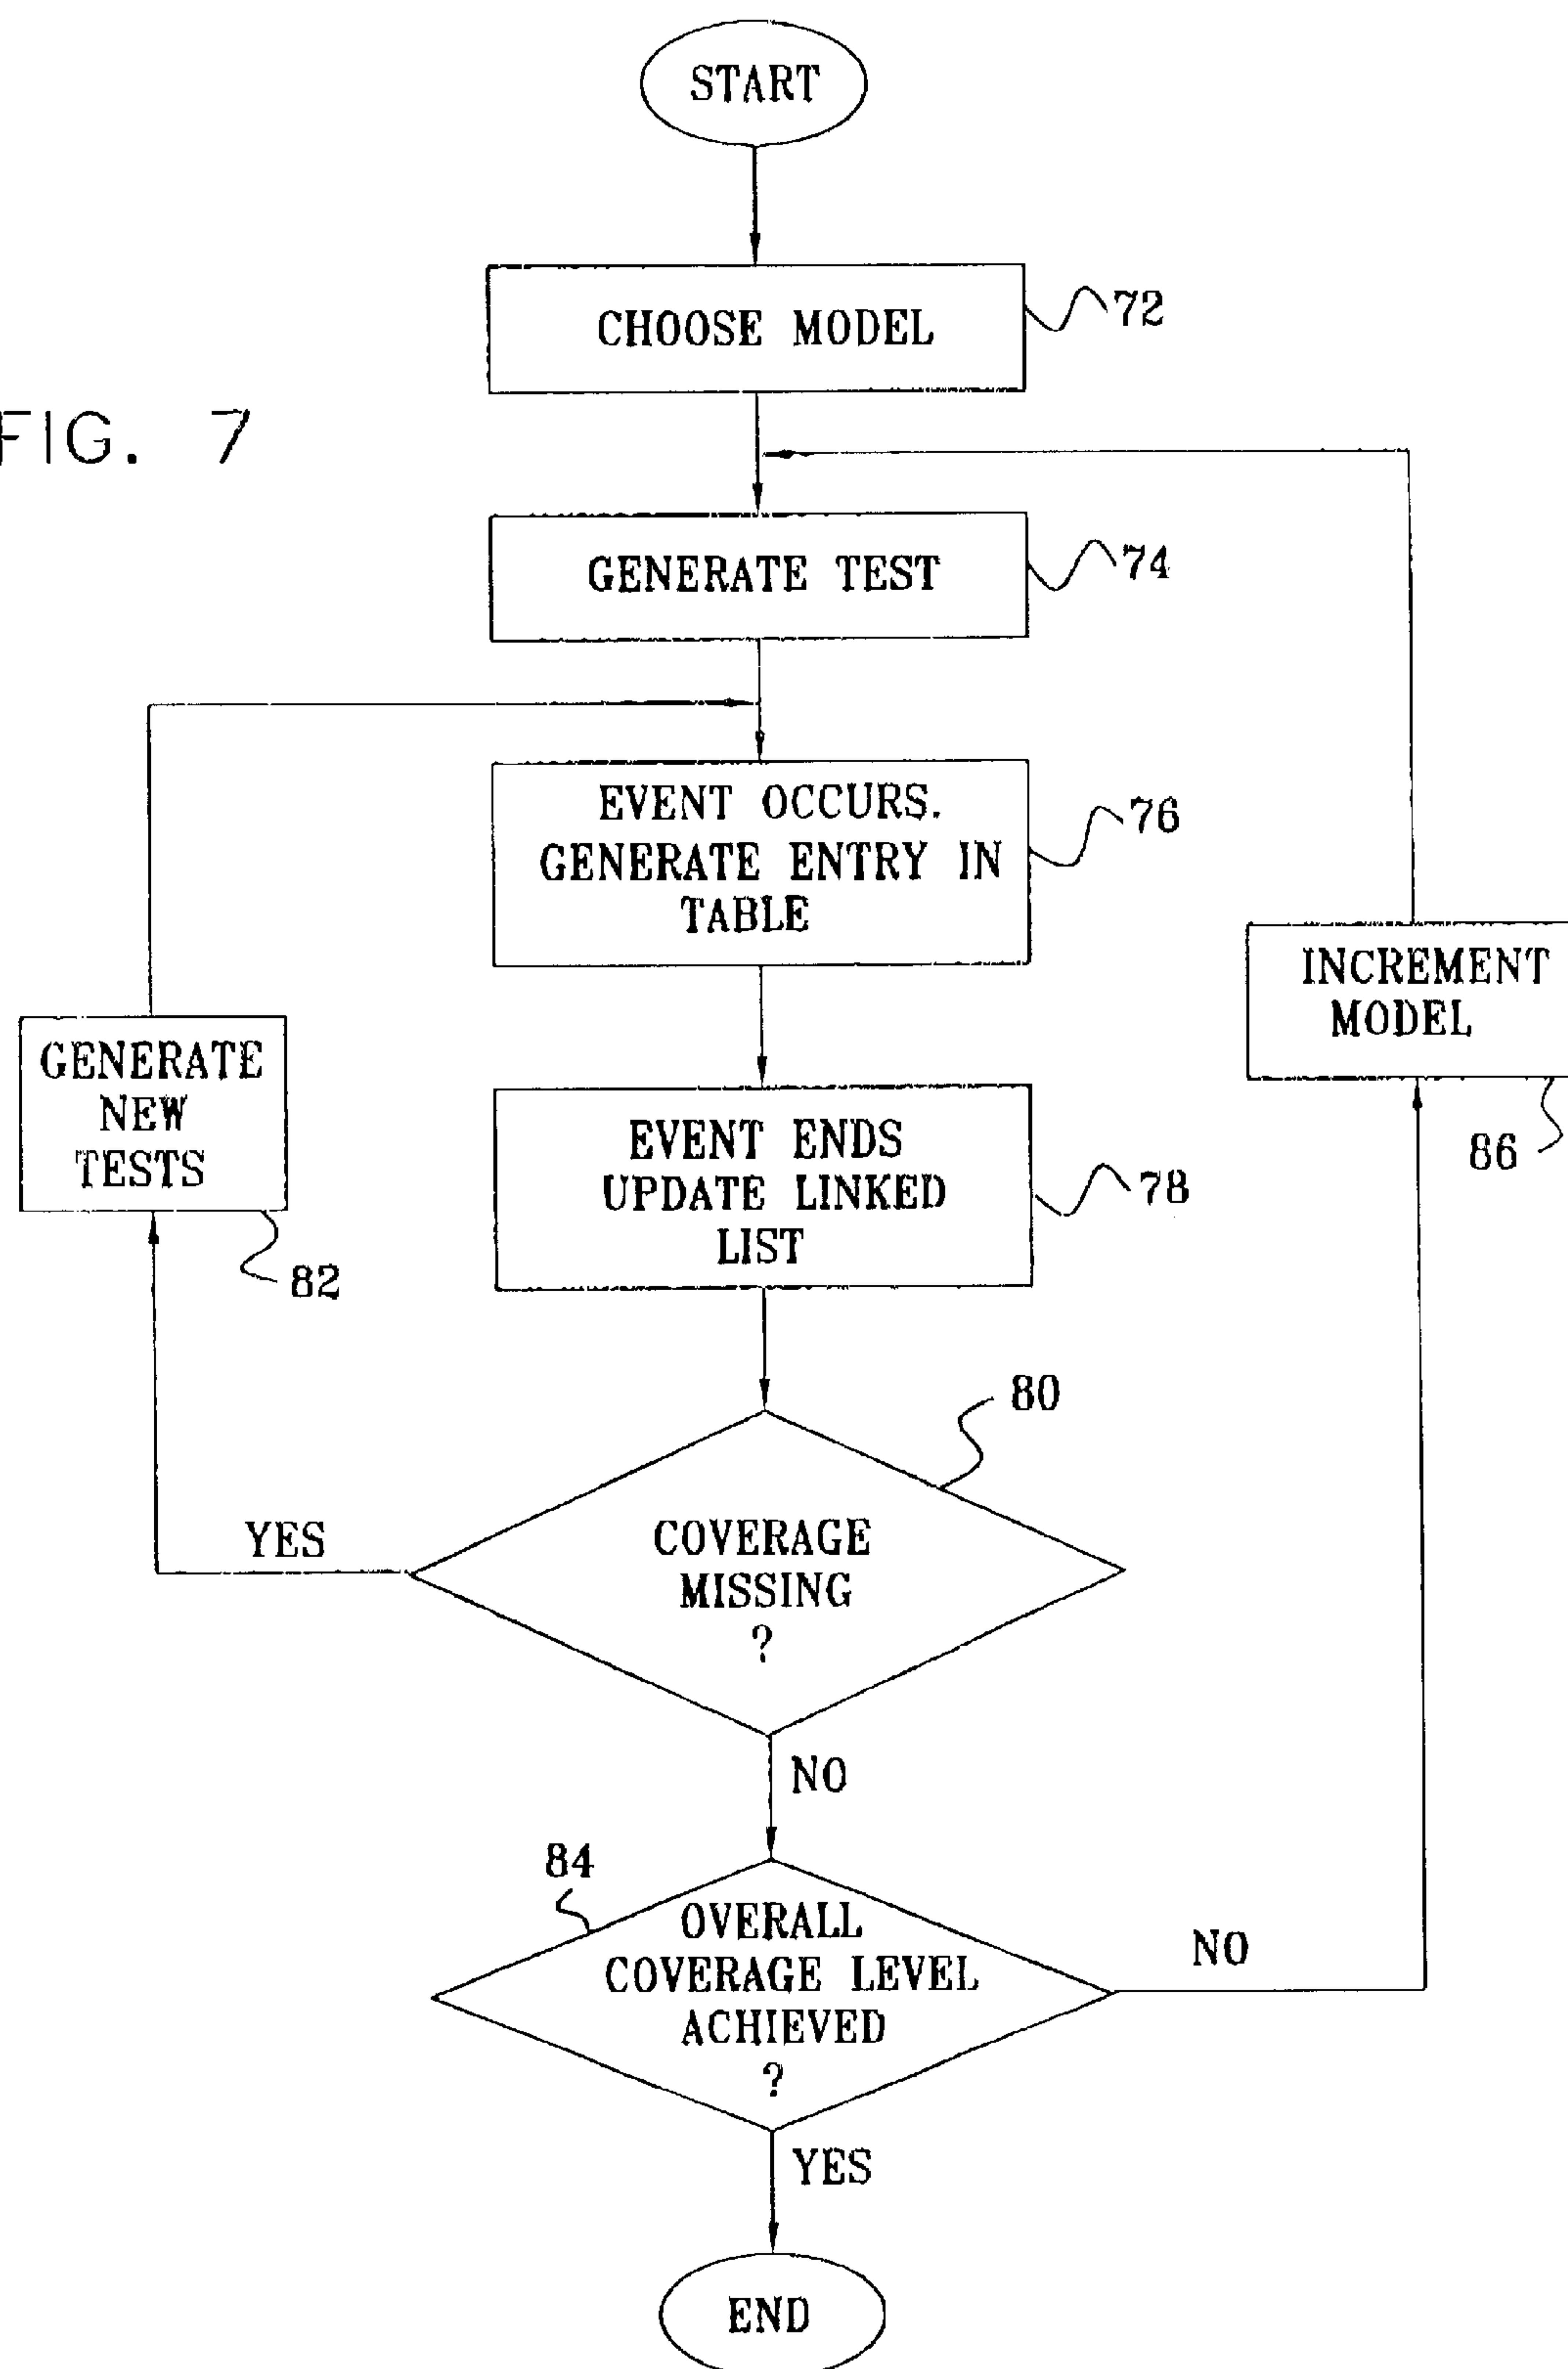 START
CHOOSE MODEL
72
FIG. 7
GENERATE TEST
74
EVENT OCCURS.
GENERATE ENTRY IN
TABLE
76
INCREMENT
MODEL
86
GENERATE
NEW
TESTS
82
EVENT ENDS
UPDATE LINKED
LIST
78
80
COVERAGE
MISSING
?
YES
NO
84
OVERALL
COVERAGE LEVEL
ACHIEVED
?
NO
YES
END